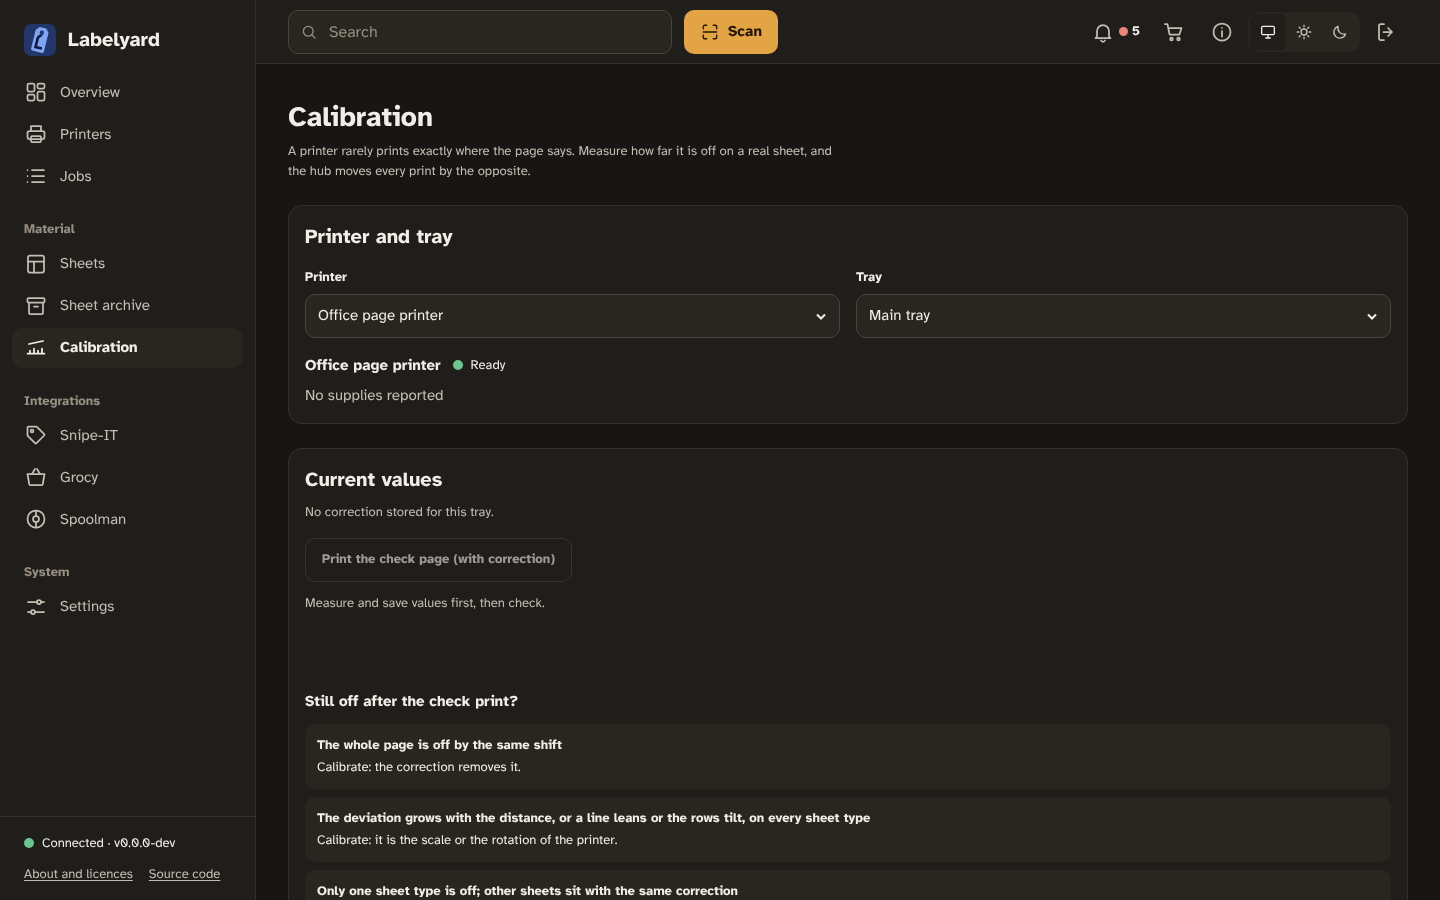 Labelyard
Search
Scan
5
Overview
Printers
Jobs
Material
Sheets
Sheet archive
Calibration
Integrations
Snipe-IT
Grocy
Spoolman
System
Settings
Connected · v0.0.0-dev
About and licences
Source code
Calibration
A printer rarely prints exactly where the page says. Measure how far it is off on a real sheet, and
the hub moves every print by the opposite.
Printer and tray
Printer
Tray
Office page printer
Main tray
Office page printer
Ready
No supplies reported
Current values
No correction stored for this tray.
Print the check page (with correction)
Measure and save values first, then check.
Still off after the check print?
The whole page is off by the same shift
Calibrate: the correction removes it.
The deviation grows with the distance, or a line leans or the rows tilt, on every sheet type
Calibrate: it is the scale or the rotation of the printer.
Only one sheet type is off; other sheets sit with the same correction